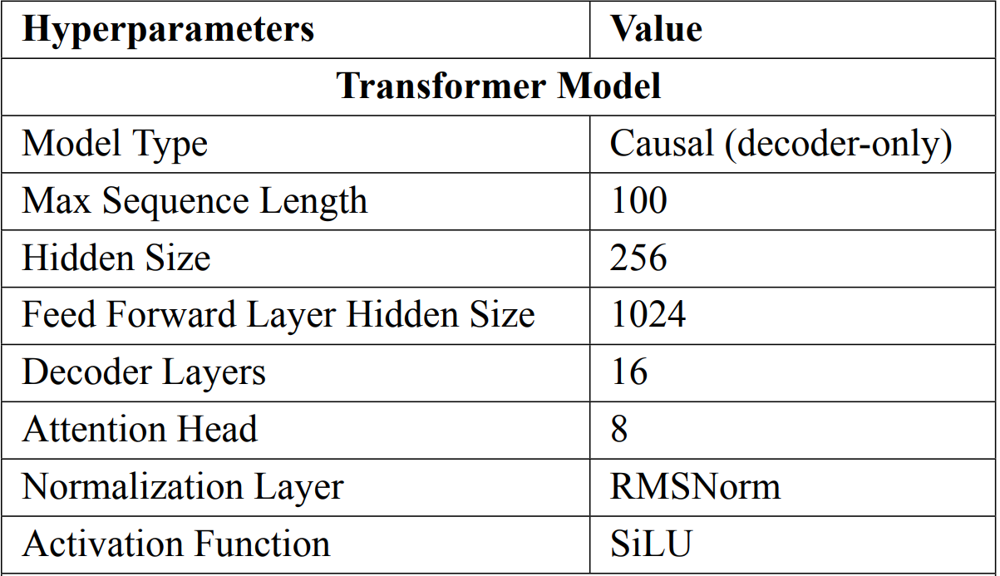 Hyperparameters Value
Transformer Model
Model Type Causal (decoder-only)
Max Sequence Length 100
Hidden Size 256
Feed Forward Layer Hidden Size 1024
Decoder Layers 16
Attention Head 8
Normalization Layer RMSNorm
Activation Function SiLU